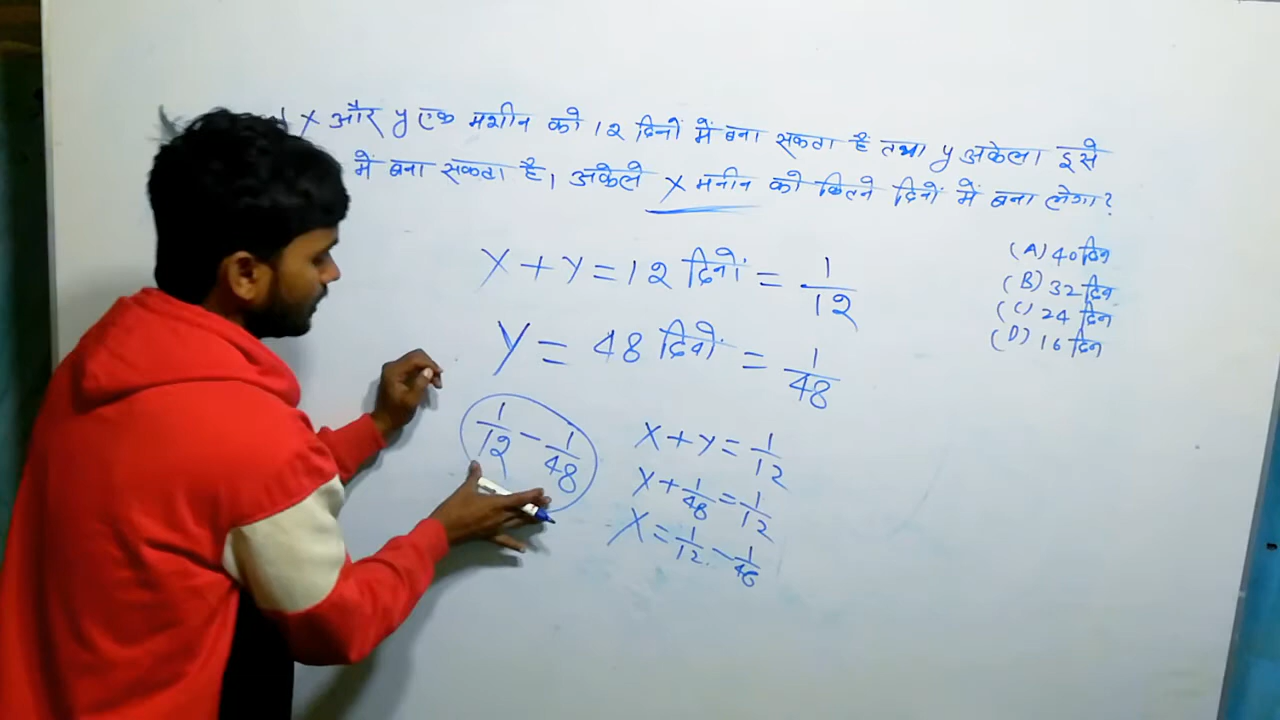 X और y एक मशीन को 12 दिनों में बना सकता है तथा y अकेला इसे
में बना सकता है, अकेले X मशीन को कितने दिनों में बना लेगा?
(A) 40 दिन
(B) 32 दिन
(C) 24 दिन
(D) 16 दिन
X + Y = 12 दिनों = 1/12
Y = 48 दिनों = 1/48
1/12 - 1/48
X + Y = 1/12
X + 1/48 = 1/12
X = 1/12 - 1/48